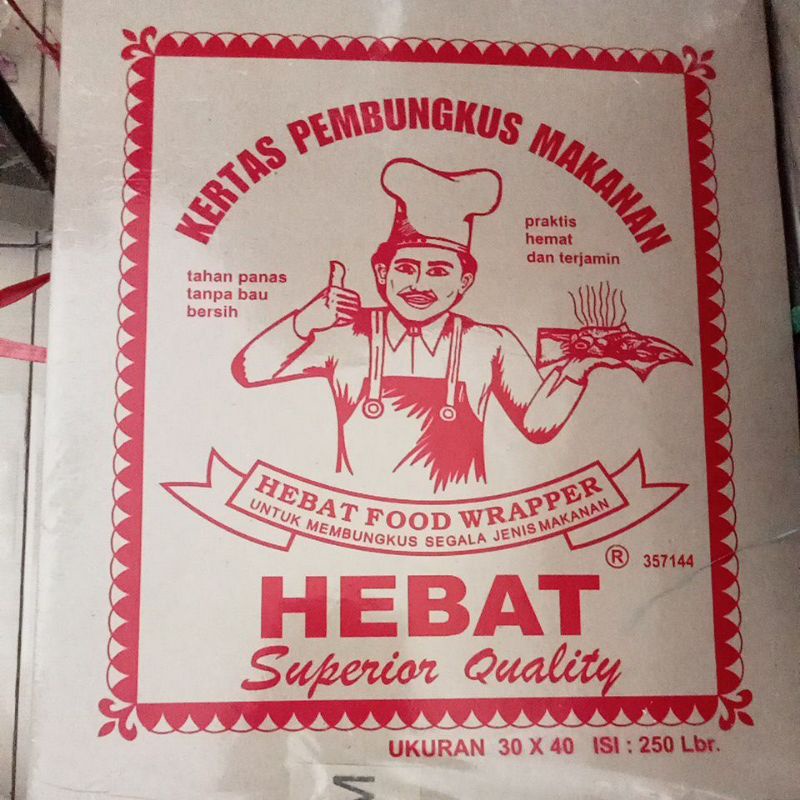 KERTAS PEMBUNGKUS MAKANAN
praktis
hemat
dan terjamin
tahan panas
tanpa bau
bersih
HEBAT FOOD WRAPPER
UNTUK MEMBUNGKUS SEGALA JENIS MAKANAN
® 357144
HEBAT
Superior Quality
UKURAN 30 X 40 ISI : 250 Lbr.